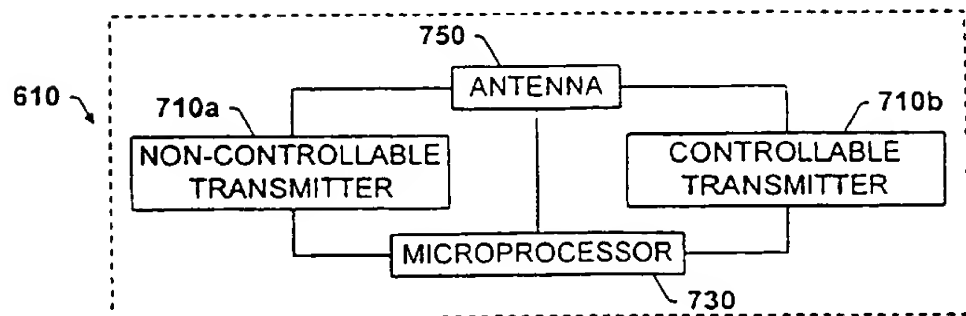 750
ANTENNA
610
710a
710b
NON-CONTROLLABLE
TRANSMITTER
CONTROLLABLE
TRANSMITTER
MICROPROCESSOR
730